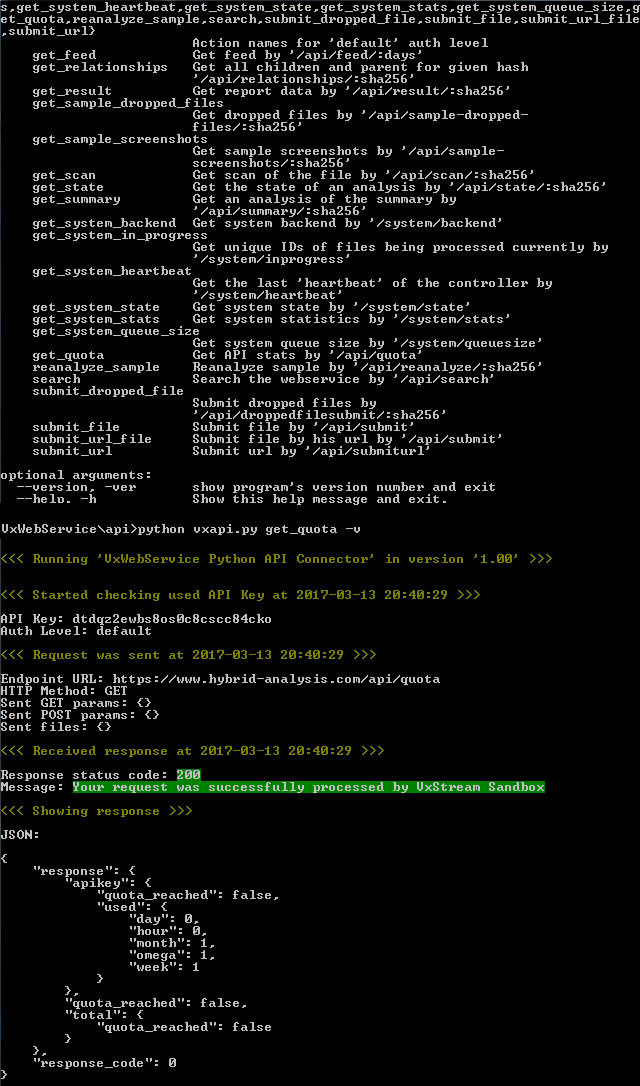 s,get_system_heartbeat,get_system_state,get_system_stats,get_system_queue_size,g
et_quota,reanalyze_sample,search,submit_dropped_file,submit_file,submit_url_file
,submit_url}
Action names for 'default' auth level
get_feed Get feed by '/api/feed/:days'
get_relationships Get all children and parent for given hash
'/api/relationships/:sha256'
get_result Get report data by '/api/result/:sha256'
get_sample_dropped_files
Get dropped files by '/api/sample-dropped-
files/:sha256'
get_sample_screenshots
Get sample screenshots by '/api/sample-
screenshots/:sha256'
get_scan Get scan of the file by '/api/scan/:sha256'
get_state Get the state of an analysis by '/api/state/:sha256'
get_summary Get an analysis of the summary by
'/api/summary/:sha256'
get_system_backend Get system backend by '/system/backend'
get_system_in_progress
Get unique IDs of files being processed currently by
'/system/inprogress'
get_system_heartbeat
Get the last 'heartbeat' of the controller by
'/system/heartbeat'
get_system_state Get system state by '/system/state'
get_system_stats Get system statistics by '/system/stats'
get_system_queue_size
Get system queue size by '/system/queuesize'
get_quota Get API stats by '/api/quota'
reanalyze_sample Reanalyze sample by '/api/reanalyze/:sha256'
search Search the webservice by '/api/search'
submit_dropped_file
Submit dropped files by
'/api/droppedfilesubmit/:sha256'
submit_file Submit file by '/api/submit'
submit_url_file Submit file by his url by '/api/submit'
submit_url Submit url by '/api/submiturl'
optional arguments:
--version, -ver show program's version number and exit
--help, -h Show this help message and exit.
VxWebService\api>python vxapi.py get_quota -v
<<< Running 'VxWebService Python API Connector' in version '1.00' >>>
<<< Started checking used API Key at 2017-03-13 20:40:29 >>>
API Key: dtdqz2ewbs8os0c8cscc84cko
Auth Level: default
<<< Request was sent at 2017-03-13 20:40:29 >>>
Endpoint URL: https://www.hybrid-analysis.com/api/quota
HTTP Method: GET
Sent GET params: {}
Sent POST params: {}
Sent files: {}
<<< Received response at 2017-03-13 20:40:29 >>>
Response status code: 200
Message: Your request was successfully processed by VxStream Sandbox
<<< Showing response >>>
JSON:
{
"response": {
"apikey": {
"quota_reached": false,
"used": {
"day": 0,
"hour": 0,
"month": 1,
"omega": 1,
"week": 1
}
},
"quota_reached": false,
"total": {
"quota_reached": false
}
},
"response_code": 0
}